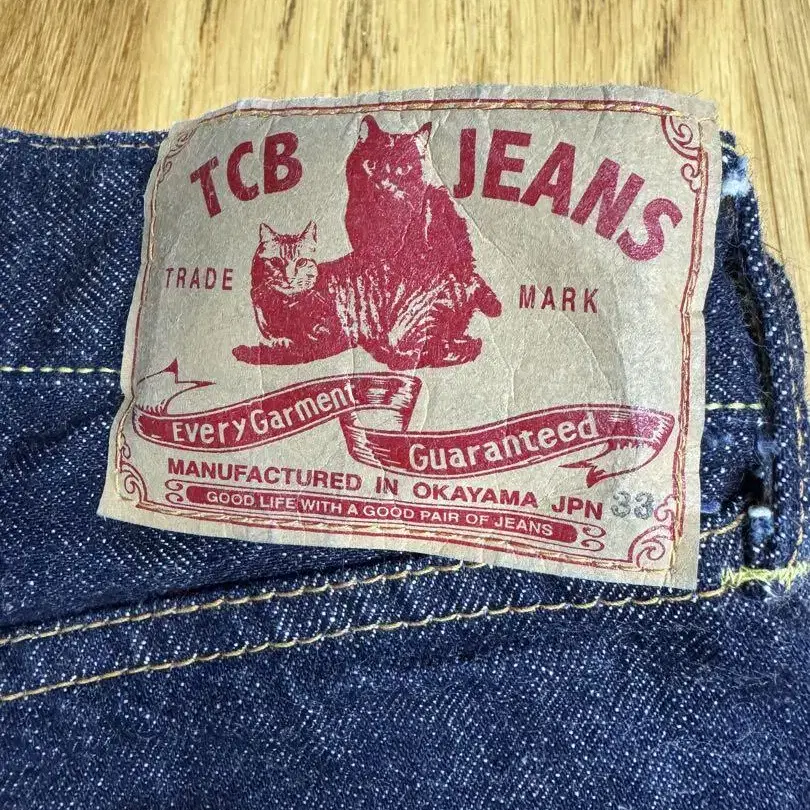 TCB JEANS
TRADE MARK
Every Garment Guaranteed
MANUFACTURED IN OKAYAMA JPN 33
GOOD LIFE WITH A GOOD PAIR OF JEANS